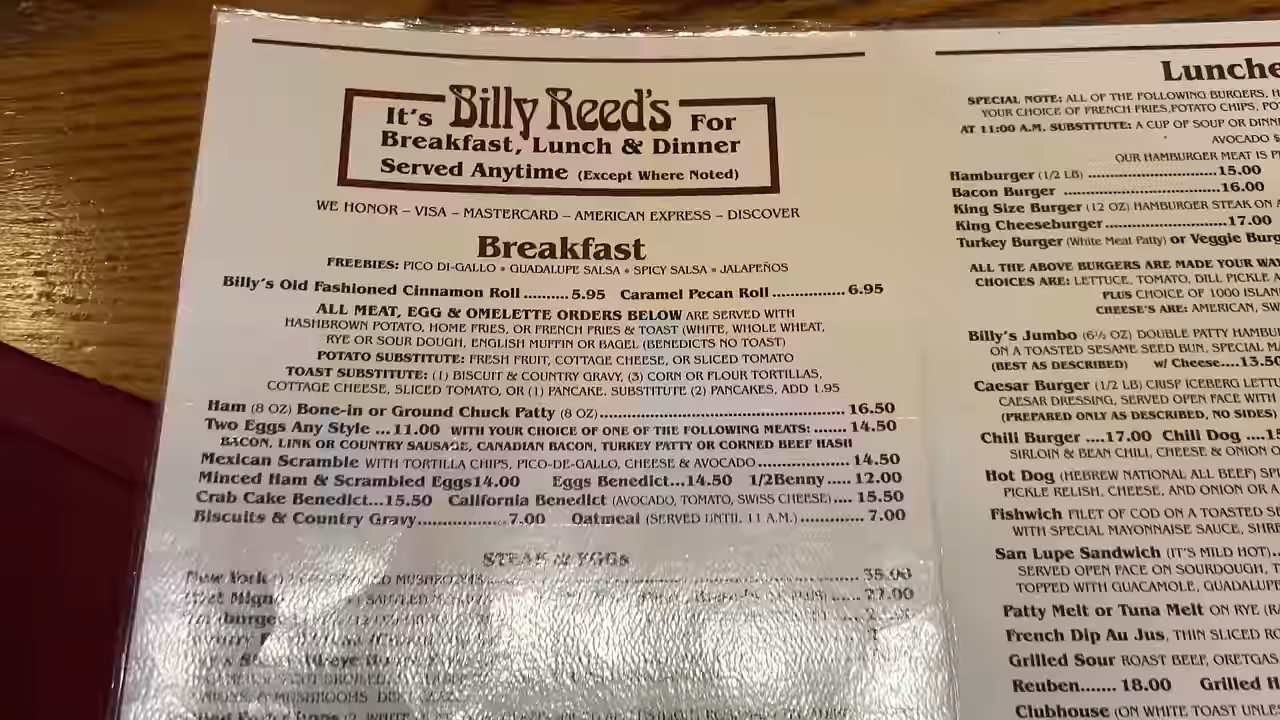 It's Billy Reed's For
Breakfast, Lunch & Dinner
Served Anytime (Except Where Noted)
WE HONOR – VISA – MASTERCARD – AMERICAN EXPRESS – DISCOVER
Breakfast
FREEBIES: PICO DI-GALLO • GUADALUPE SALSA • SPICY SALSA • JALAPEÑOS
Billy's Old Fashioned Cinnamon Roll ..........5.95 Caramel Pecan Roll ................6.95
ALL MEAT, EGG & OMELETTE ORDERS BELOW ARE SERVED WITH
HASHBROWN POTATO, HOME FRIES, OR FRENCH FRIES & TOAST (WHITE, WHOLE WHEAT,
RYE OR SOUR DOUGH, ENGLISH MUFFIN OR BAGEL (BENEDICTS NO TOAST)
POTATO SUBSTITUTE: FRESH FRUIT, COTTAGE CHEESE, OR SLICED TOMATO
TOAST SUBSTITUTE: (1) BISCUIT & COUNTRY GRAVY, (3) CORN OR FLOUR TORTILLAS,
COTTAGE CHEESE, SLICED TOMATO, OR (1) PANCAKE. SUBSTITUTE (2) PANCAKES, ADD 1.95
Ham (8 OZ) Bone-in or Ground Chuck Patty (8 OZ)........................................................ 16.50
Two Eggs Any Style ...11.00 WITH YOUR CHOICE OF ONE OF THE FOLLOWING MEATS: ....... 14.50
BACON, LINK OR COUNTRY SAUSAGE, CANADIAN BACON, TURKEY PATTY OR CORNED BEEF HASH
Mexican Scramble WITH TORTILLA CHIPS, PICO-DE-GALLO, CHEESE & AVOCADO.................... 14.50
Minced Ham & Scrambled Eggs14.00 Eggs Benedict...14.50 1/2Benny..... 12.00
Crab Cake Benedict...15.50 California Benedict (AVOCADO, TOMATO, SWISS CHEESE).... 15.50
Biscuits & Country Gravy....................7.00 Oatmeal (SERVED UNTIL 11 A.M.) ............. 7.00
STEAK & EGGS
New York 35.00
Lunche
SPECIAL NOTE: ALL OF THE FOLLOWING BURGERS, H
YOUR CHOICE OF FRENCH FRIES,POTATO CHIPS, PO
AT 11:00 A.M. SUBSTITUTE: A CUP OF SOUP OR DINN
AVOCADO $
OUR HAMBURGER MEAT IS P
Hamburger (1/2 LB) ............................15.00
Bacon Burger ..................................16.00
King Size Burger (12 OZ) HAMBURGER STEAK ON A
King Cheeseburger...........................17.00
Turkey Burger (White Meat Patty) or Veggie Burg
ALL THE ABOVE BURGERS ARE MADE YOUR WAY
CHOICES ARE: LETTUCE, TOMATO, DILL PICKLE
PLUS CHOICE OF 1000 ISLAN
CHEESE'S ARE: AMERICAN, SW
Billy's Jumbo (6½ OZ) DOUBLE PATTY HAMBU
ON A TOASTED SESAME SEED BUN, SPECIAL
(BEST AS DESCRIBED) w/ Cheese....13.50
Caesar Burger (1/2 LB) CRISP ICEBERG LETTU
CAESAR DRESSING, SERVED OPEN FACE WITH
(PREPARED ONLY AS DESCRIBED, NO SIDES)
Chili Burger ....17.00 Chili Dog ....
SIRLOIN & BEAN CHILI, CHEESE & ONION
Hot Dog (HEBREW NATIONAL ALL BEEF)
PICKLE RELISH, CHEESE, AND ONION OR
Fishwich FILET OF COD ON A TOASTED
WITH SPECIAL MAYONNAISE SAUCE, SHRE
San Lupe Sandwich (IT'S MILD HOT)..
SERVED OPEN FACE ON SOURDOUGH,
TOPPED WITH GUACAMOLE, GUADALUPE
Patty Melt or Tuna Melt ON RYE
French Dip Au Jus, THIN SLICED
Grilled Sour ROAST BEEF, ORETGAS
Reuben....... 18.00 Grilled
Clubhouse (ON WHITE TOAST UNLE